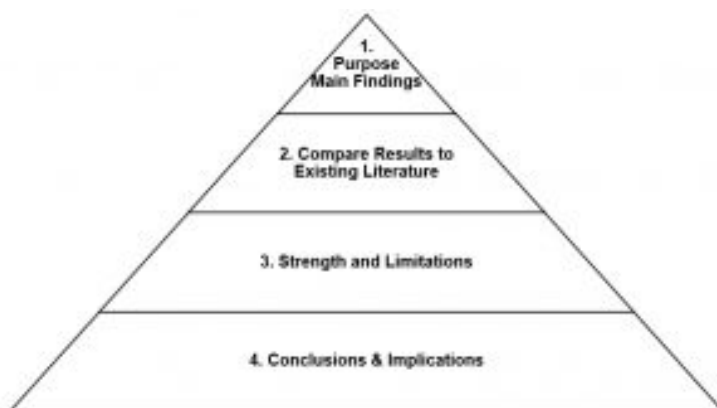 1.
Purpose
Main Findings
2. Compare Results to
Existing Literature
3. Strength and Limitations
4. Conclusions & Implications